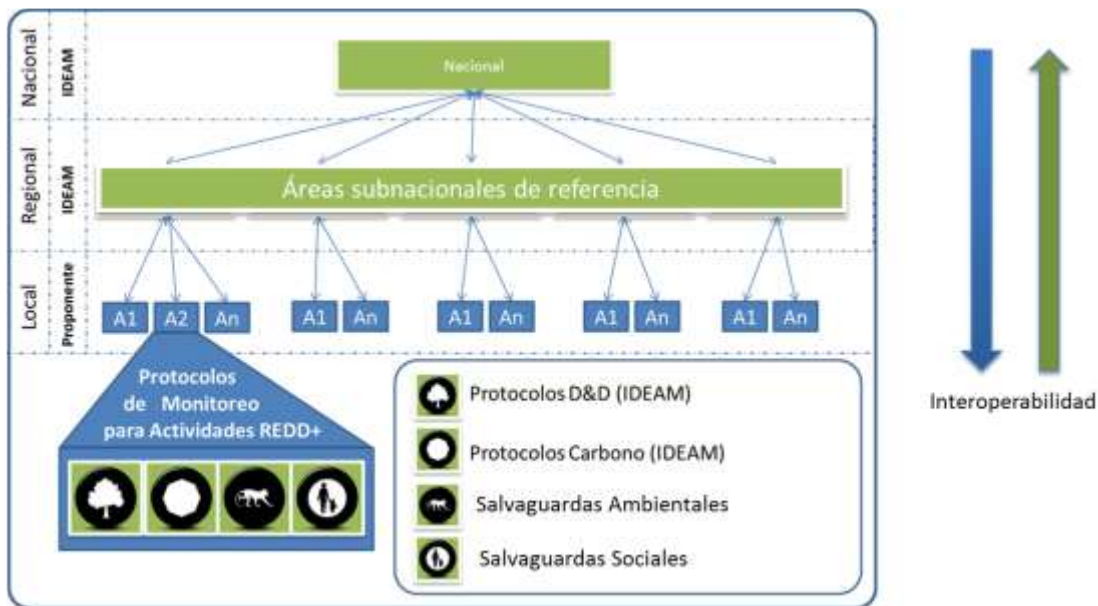 Nacional
IDEAM
Nacional
Regional
IDEAM
Áreas subnacionales de referencia
Local
Proponente
A1
A2
An
A1
An
A1
An
A1
An
A1
An
Protocolos
de Monitoreo
para Actividades REDD+
Protocolos D&D (IDEAM)
Protocolos Carbono (IDEAM)
Salvaguardas Ambientales
Salvaguardas Sociales
Interoperabilidad